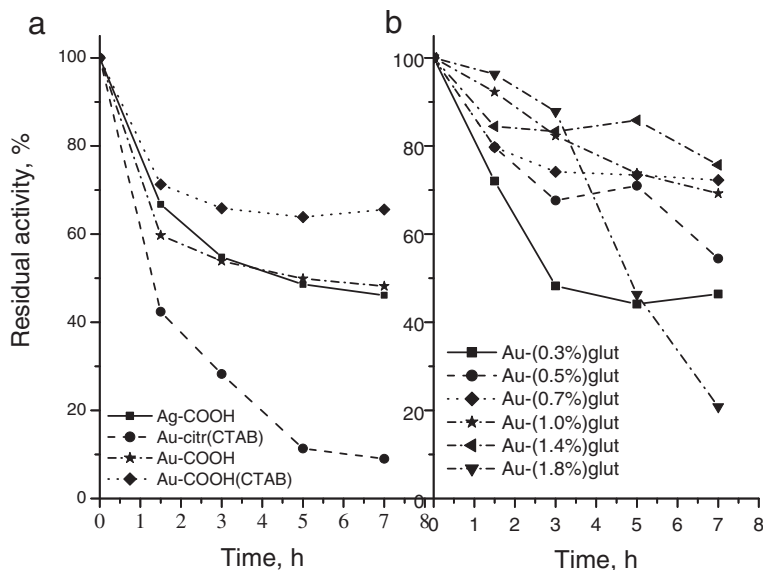 a
b
Residual activity, %
100
80
60
40
20
0
Ag-COOH
Au-citr(CTAB)
Au-COOH
Au-COOH(CTAB)
0 1 2 3 4 5 6 7 8
Time, h
100
80
60
40
20
0
Au-(0.3%)glut
Au-(0.5%)glut
Au-(0.7%)glut
Au-(1.0%)glut
Au-(1.4%)glut
Au-(1.8%)glut
0 1 2 3 4 5 6 7 8
Time, h